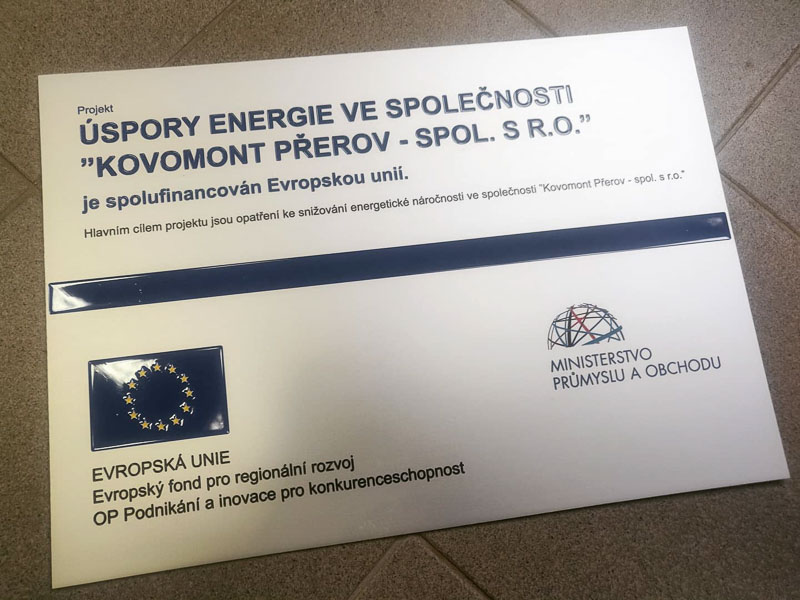 Projekt
ÚSPORY ENERGIE VE SPOLEČNOSTI
”KOVOMONT PŘEROV - SPOL. S R.O.”
je spolufinancován Evropskou unií.
Hlavním cílem projektu jsou opatření ke snižování energetické náročnosti ve společnosti ”Kovomont Přerov - spol. s r.o.”
MINISTERSTVO
PRŮMYSLU A OBCHODU
EVROPSKÁ UNIE
Evropský fond pro regionální rozvoj
OP Podnikání a inovace pro konkurenceschopnost